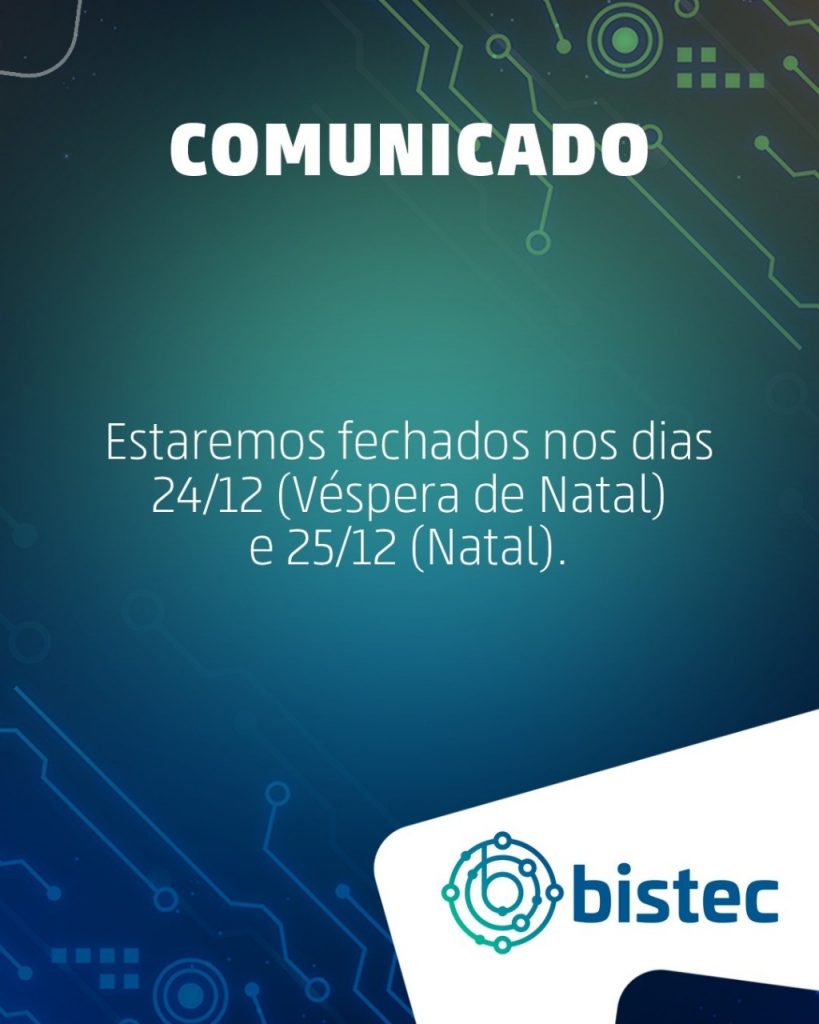 COMUNICADO
Estaremos fechados nos dias
24/12 (Véspera de Natal)
e 25/12 (Natal).
bistec